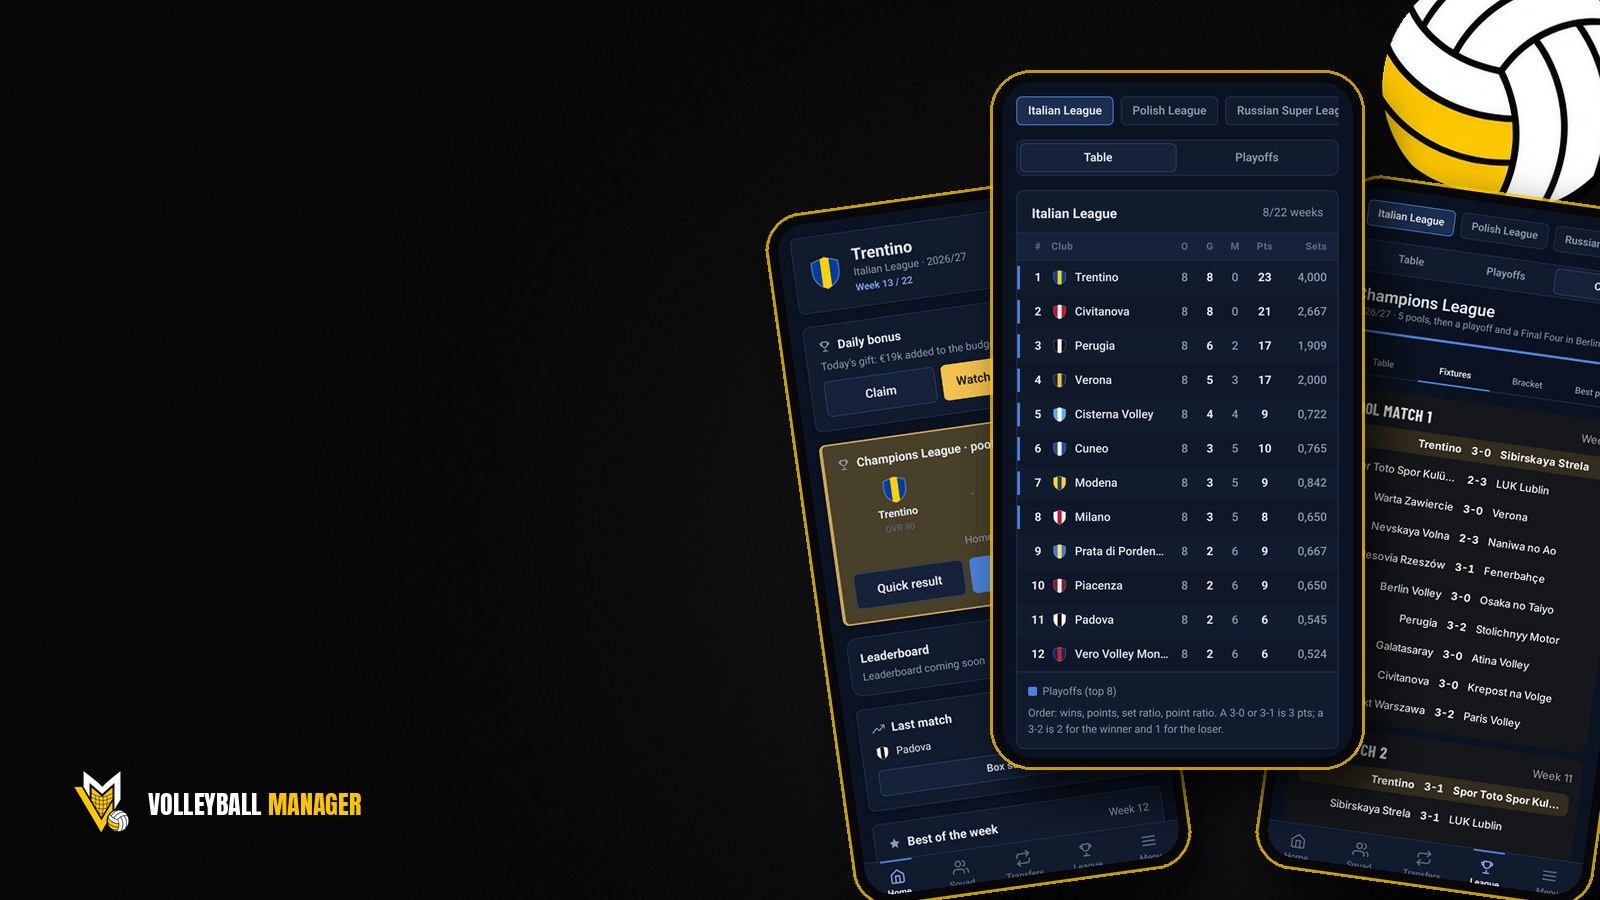 Italian League
Polish League
Russian Super Leag
Table
Playoffs
Italian League
8/22 weeks
# Club O G M Pts Sets
1 Trentino 8 8 0 23 4,000
2 Civitanova 8 8 0 21 2,667
3 Perugia 8 6 2 17 1,909
4 Verona 8 5 3 17 2,000
5 Cisterna Volley 8 4 4 9 0,722
6 Cuneo 8 3 5 10 0,765
7 Modena 8 3 5 9 0,842
8 Milano 8 3 5 8 0,650
9 Prata di Porden... 8 2 6 9 0,667
10 Piacenza 8 2 6 9 0,650
11 Padova 8 2 6 6 0,545
12 Vero Volley Mon... 8 2 6 6 0,524
Playoffs (top 8)
Order: wins, points, set ratio, point ratio. A 3-0 or 3-1 is 3 pts; a
3-2 is 2 for the winner and 1 for the loser.
Trentino
Italian League · 2026/27
Week 13 / 22
Daily bonus
Today's gift: €19k added to the budg
Claim
Watch
Champions League · poo
Trentino
OVR 90
Home
Quick result
Leaderboard
Leaderboard coming soon
Last match
Padova
Box s
Best of the week
Week 12
Home
Squad
Transfers
League
Menu
Italian League
Polish League
Russian
Table
Playoffs
Champions League
26/27 · 5 pools, then a playoff and a Final Four in Berlin
Table
Fixtures
Bracket
Best p
OL MATCH 1
Wee
Trentino 3-0 Sibirskaya Strela
r Toto Spor Kulü... 2-3 LUK Lublin
Warta Zawiercie 3-0 Verona
Nevskaya Volna 2-3 Naniwa no Ao
esovia Rzeszów 3-1 Fenerbahçe
Berlin Volley 3-0 Osaka no Taiyo
Perugia 3-2 Stolichnyy Motor
Galatasaray 3-0 Atina Volley
Civitanova 3-0 Krepost na Volge
kt Warszawa 3-2 Paris Volley
CH 2
Week 11
Trentino 3-1 Spor Toto Spor Kul...
Sibirskaya Strela 3-1 LUK Lublin
Home
Squad
Transfers
League
Menu
VOLLEYBALL MANAGER